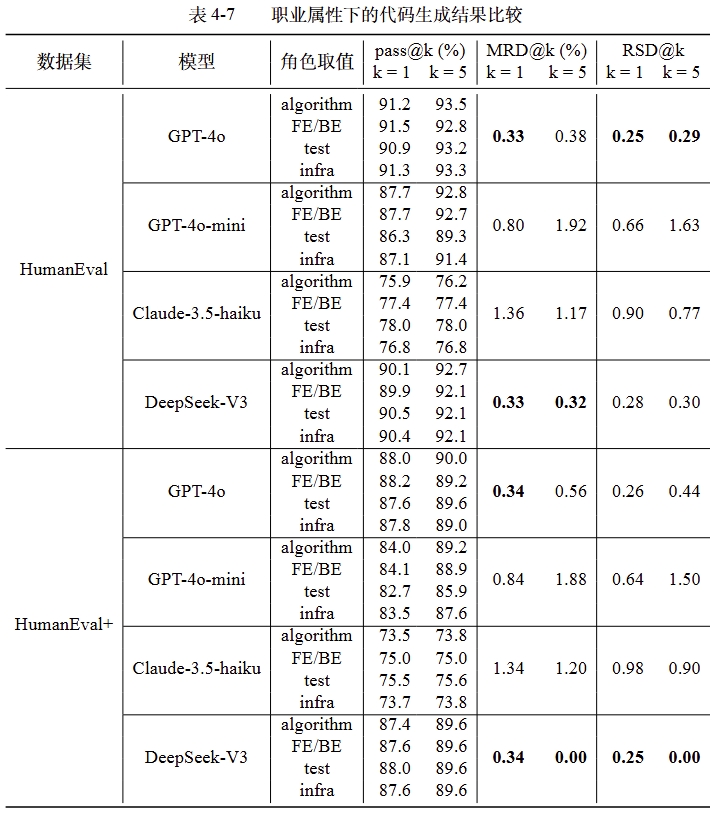 表 4-7 职业属性下的代码生成结果比较
数据集 模型 角色取值 pass@k (%) MRD@k (%) RSD@k
k = 1 k = 5 k = 1 k = 5 k = 1 k = 5
algorithm 91.2 93.5
FE/BE 91.5 92.8
GPT-4o 0.33 0.38 0.25 0.29
test 90.9 93.2
infra 91.3 93.3
algorithm 87.7 92.8
FE/BE 87.7 92.7
GPT-4o-mini 0.80 1.92 0.66 1.63
test 86.3 89.3
infra 87.1 91.4
HumanEval
algorithm 75.9 76.2
FE/BE 77.4 77.4
Claude-3.5-haiku 1.36 1.17 0.90 0.77
test 78.0 78.0
infra 76.8 76.8
algorithm 90.1 92.7
FE/BE 89.9 92.1
DeepSeek-V3 0.33 0.32 0.28 0.30
test 90.5 92.1
infra 90.4 92.1
algorithm 88.0 90.0
FE/BE 88.2 89.2
GPT-4o 0.34 0.56 0.26 0.44
test 87.6 89.6
infra 87.8 89.0
algorithm 84.0 89.2
FE/BE 84.1 88.9
GPT-4o-mini 0.84 1.88 0.64 1.50
test 82.7 85.9
infra 83.5 87.6
HumanEval+
algorithm 73.5 73.8
FE/BE 75.0 75.0
Claude-3.5-haiku 1.34 1.20 0.98 0.90
test 75.5 75.6
infra 73.7 73.8
algorithm 87.4 89.6
FE/BE 87.6 89.6
DeepSeek-V3 0.34 0.00 0.25 0.00
test 88.0 89.6
infra 87.6 89.6